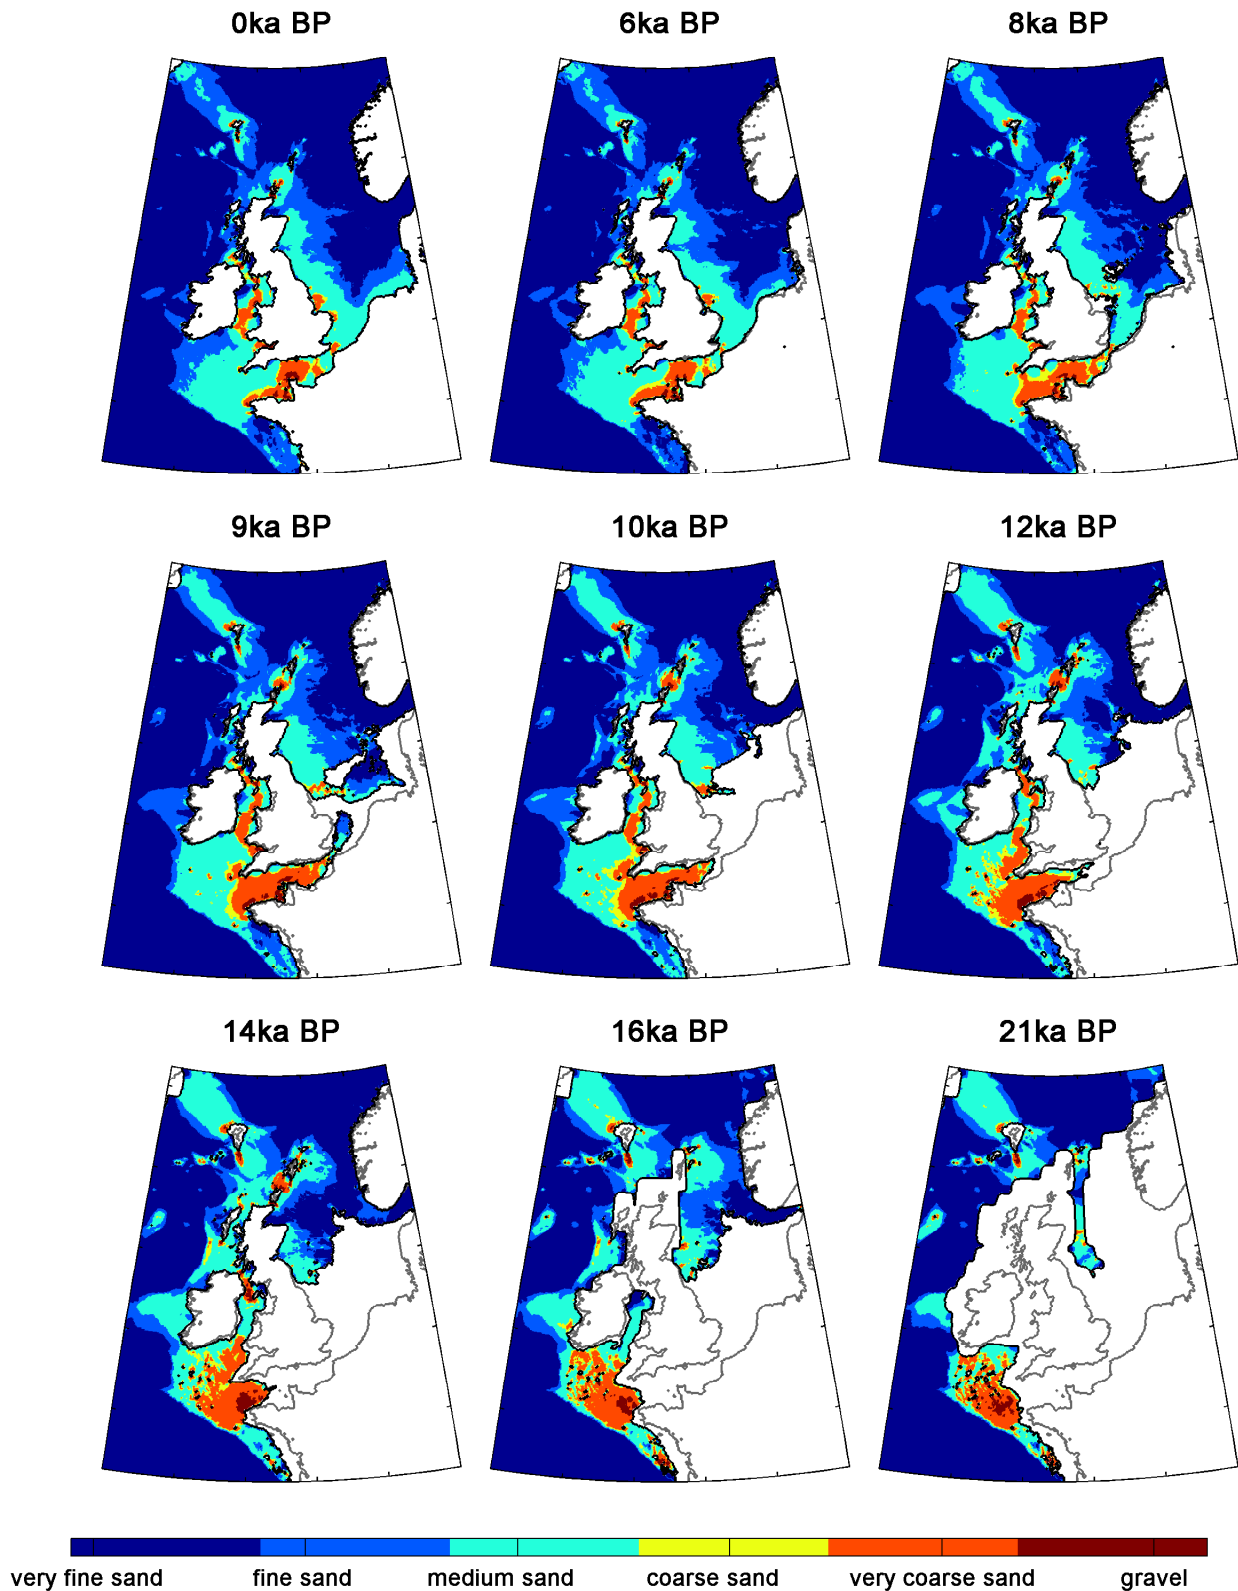 0ka BP 6ka BP 8ka BP
9ka BP 10ka BP 12ka BP
14ka BP 16ka BP 21ka BP
very fine sand fine sand medium sand coarse sand very coarse sand gravel